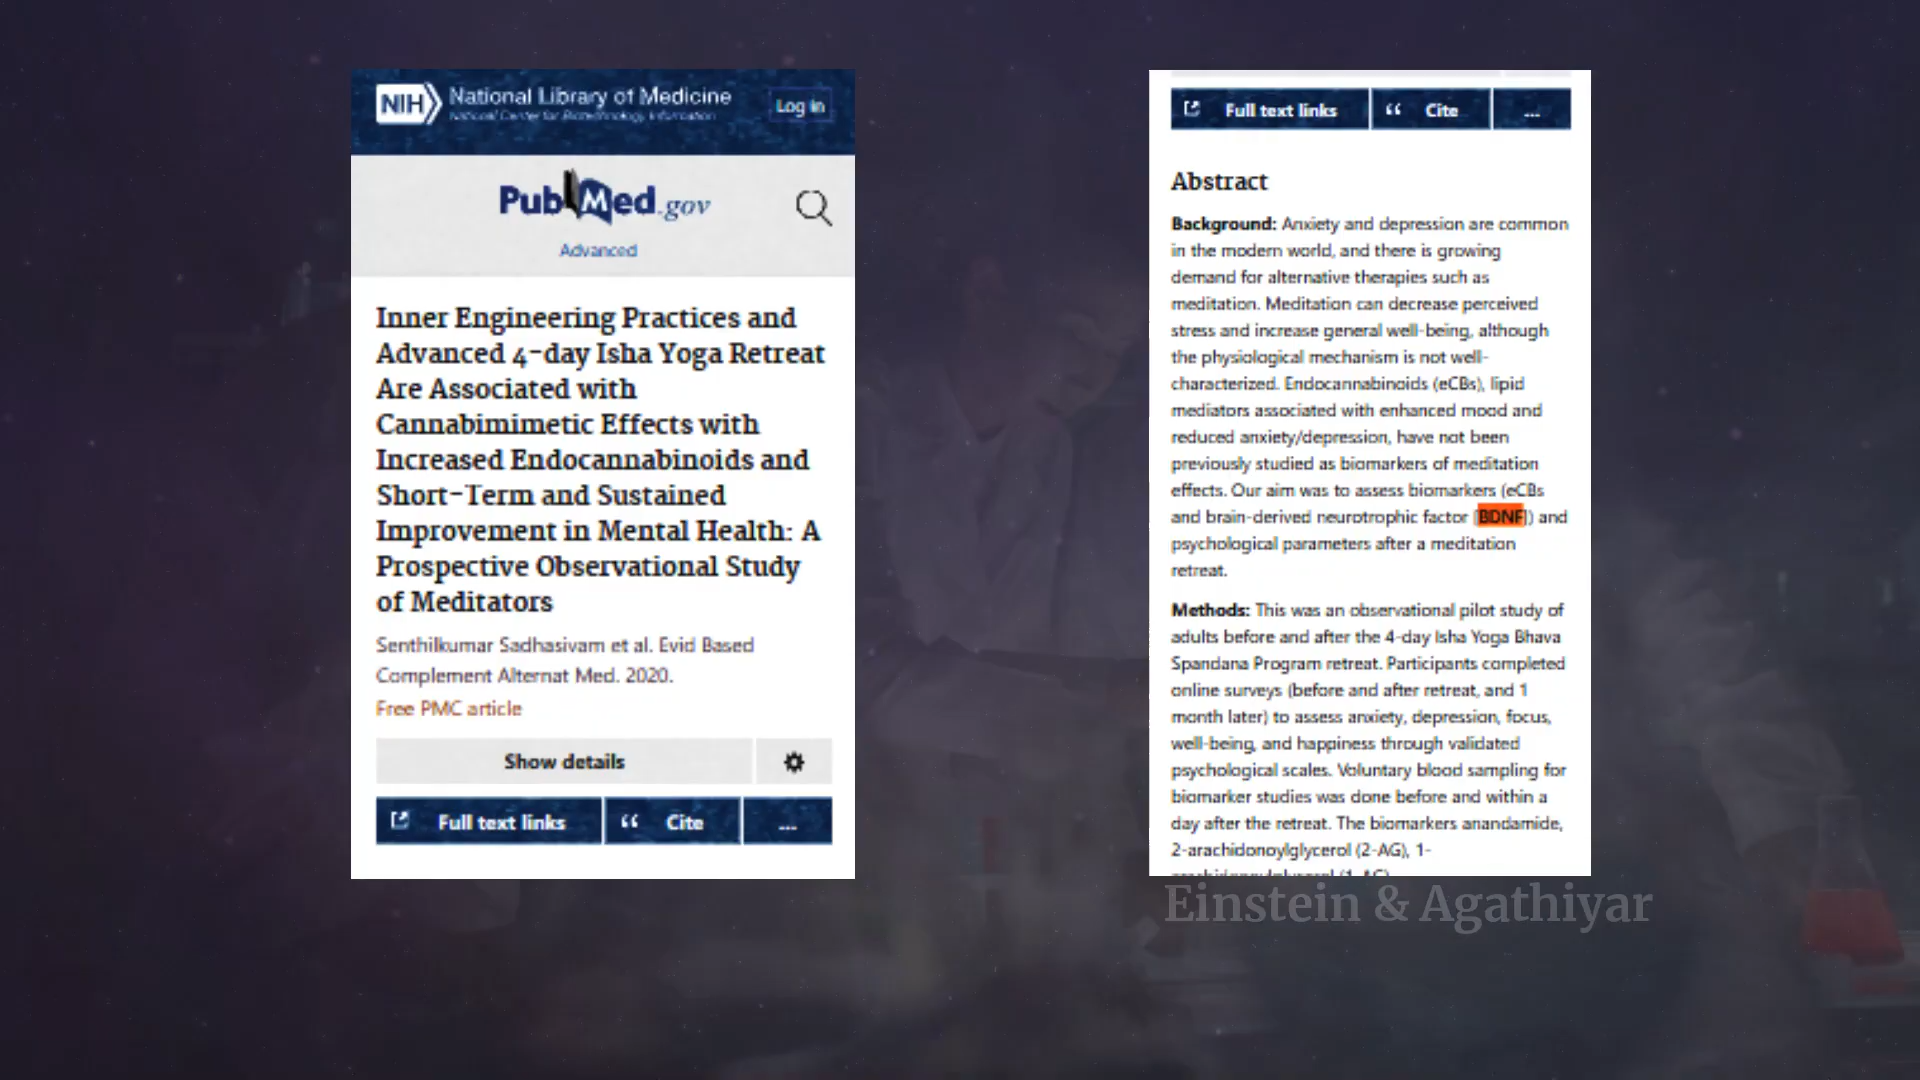 NIH National Library of Medicine
National Center for Biotechnology Information
Log in
PubMed.gov
Advanced
Inner Engineering Practices and
Advanced 4-day Isha Yoga Retreat
Are Associated with
Cannabimimetic Effects with
Increased Endocannabinoids and
Short-Term and Sustained
Improvement in Mental Health: A
Prospective Observational Study
of Meditators
Senthilkumar Sadhasivam et al. Evid Based
Complement Alternat Med. 2020.
Free PMC article
Show details
Full text links
Cite
...
Full text links
Cite
...
Abstract
Background: Anxiety and depression are common
in the modern world, and there is growing
demand for alternative therapies such as
meditation. Meditation can decrease perceived
stress and increase general well-being, although
the physiological mechanism is not well-
characterized. Endocannabinoids (eCBs), lipid
mediators associated with enhanced mood and
reduced anxiety/depression, have not been
previously studied as biomarkers of meditation
effects. Our aim was to assess biomarkers (eCBs
and brain-derived neurotrophic factor [BDNF]) and
psychological parameters after a meditation
retreat.
Methods: This was an observational pilot study of
adults before and after the 4-day Isha Yoga Bhava
Spandana Program retreat. Participants completed
online surveys (before and after retreat, and 1
month later) to assess anxiety, depression, focus,
well-being, and happiness through validated
psychological scales. Voluntary blood sampling for
biomarker studies was done before and within a
day after the retreat. The biomarkers anandamide,
2-arachidonoylglycerol (2-AG), 1-
Einstein & Agathiyar